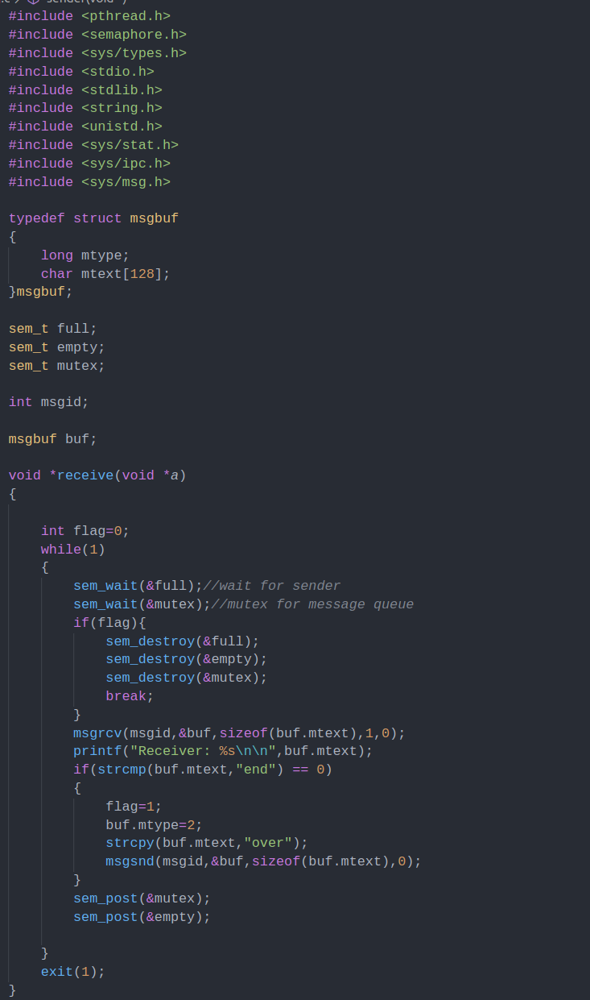 #include <pthread.h>
#include <semaphore.h>
#include <sys/types.h>
#include <stdio.h>
#include <stdlib.h>
#include <string.h>
#include <unistd.h>
#include <sys/stat.h>
#include <sys/ipc.h>
#include <sys/msg.h>
typedef struct msgbuf
{
    long mtype;
    char mtext[128];
}msgbuf;
sem_t full;
sem_t empty;
sem_t mutex;
int msgid;
msgbuf buf;
void *receive(void *a)
{
    int flag=0;
    while(1)
    {
        sem_wait(&full);//wait for sender
        sem_wait(&mutex);//mutex for message queue
        if(flag){
            sem_destroy(&full);
            sem_destroy(&empty);
            sem_destroy(&mutex);
            break;
        }
        msgrcv(msgid,&buf,sizeof(buf.mtext),1,0);
        printf("Receiver: %s\n\n",buf.mtext);
        if(strcmp(buf.mtext,"end") == 0)
        {
            flag=1;
            buf.mtype=2;
            strcpy(buf.mtext,"over");
            msgsnd(msgid,&buf,sizeof(buf.mtext),0);
        }
        sem_post(&mutex);
        sem_post(&empty);
    }
    exit(1);
}